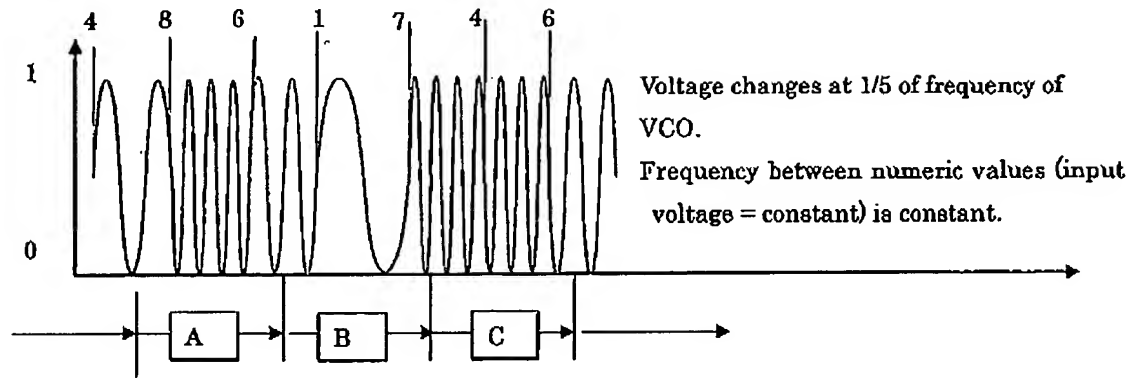 4 8 6 1 7 4 6
1
Voltage changes at 1/5 of frequency of
VCO.
Frequency between numeric values (input
voltage = constant) is constant.
0
A B C